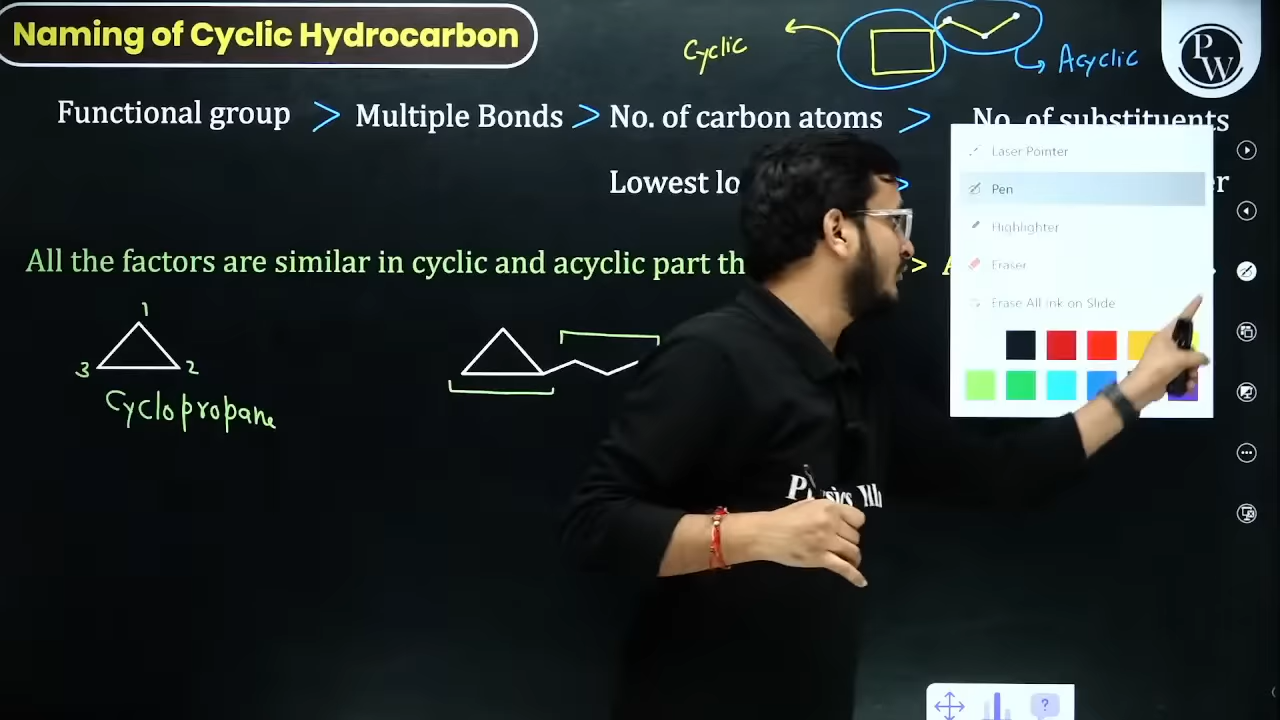 Naming of Cyclic Hydrocarbon
Cyclic
Acyclic
PW
Functional group > Multiple Bonds > No. of carbon atoms > No. of substituents
Lowest >
All the factors are similar in cyclic and acyclic part >
Laser Pointer
Pen
Highlighter
Eraser
Erase All ink on Slide
1
3 2
Cyclopropane
?